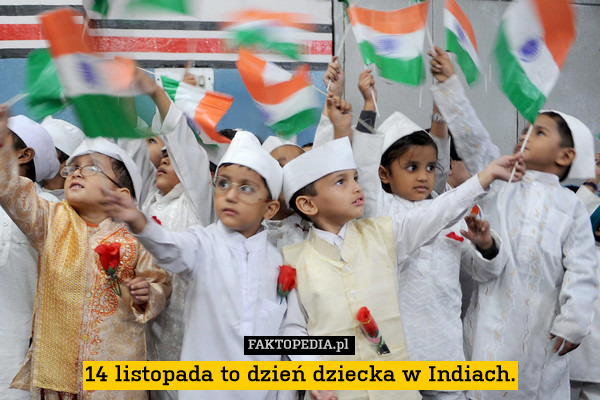 FAKTOPEDIA.pl
14 listopada to dzień dziecka w Indiach.